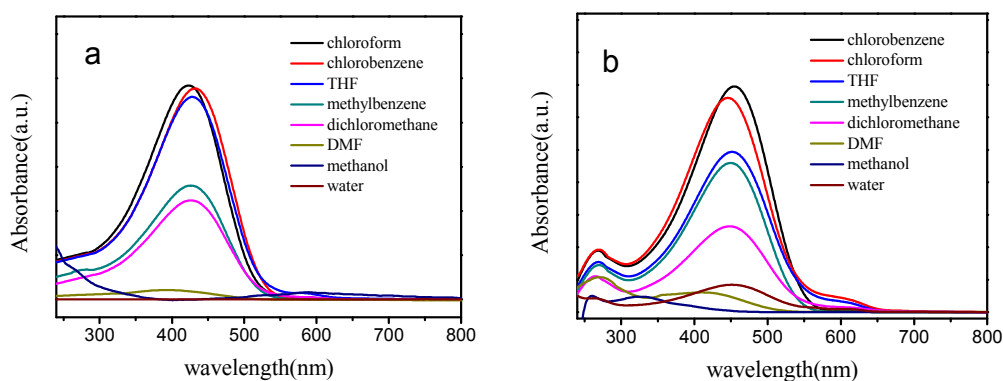 a
chloroform
chlorobenzene
THF
methylbenzene
dichloromethane
DMF
methanol
water
Absorbance(a.u.)
300 400 500 600 700 800
wavelength(nm)
b
chlorobenzene
chloroform
THF
methylbenzene
dichloromethane
DMF
methanol
water
Absorbance(a.u.)
300 400 500 600 700 800
wavelength(nm)